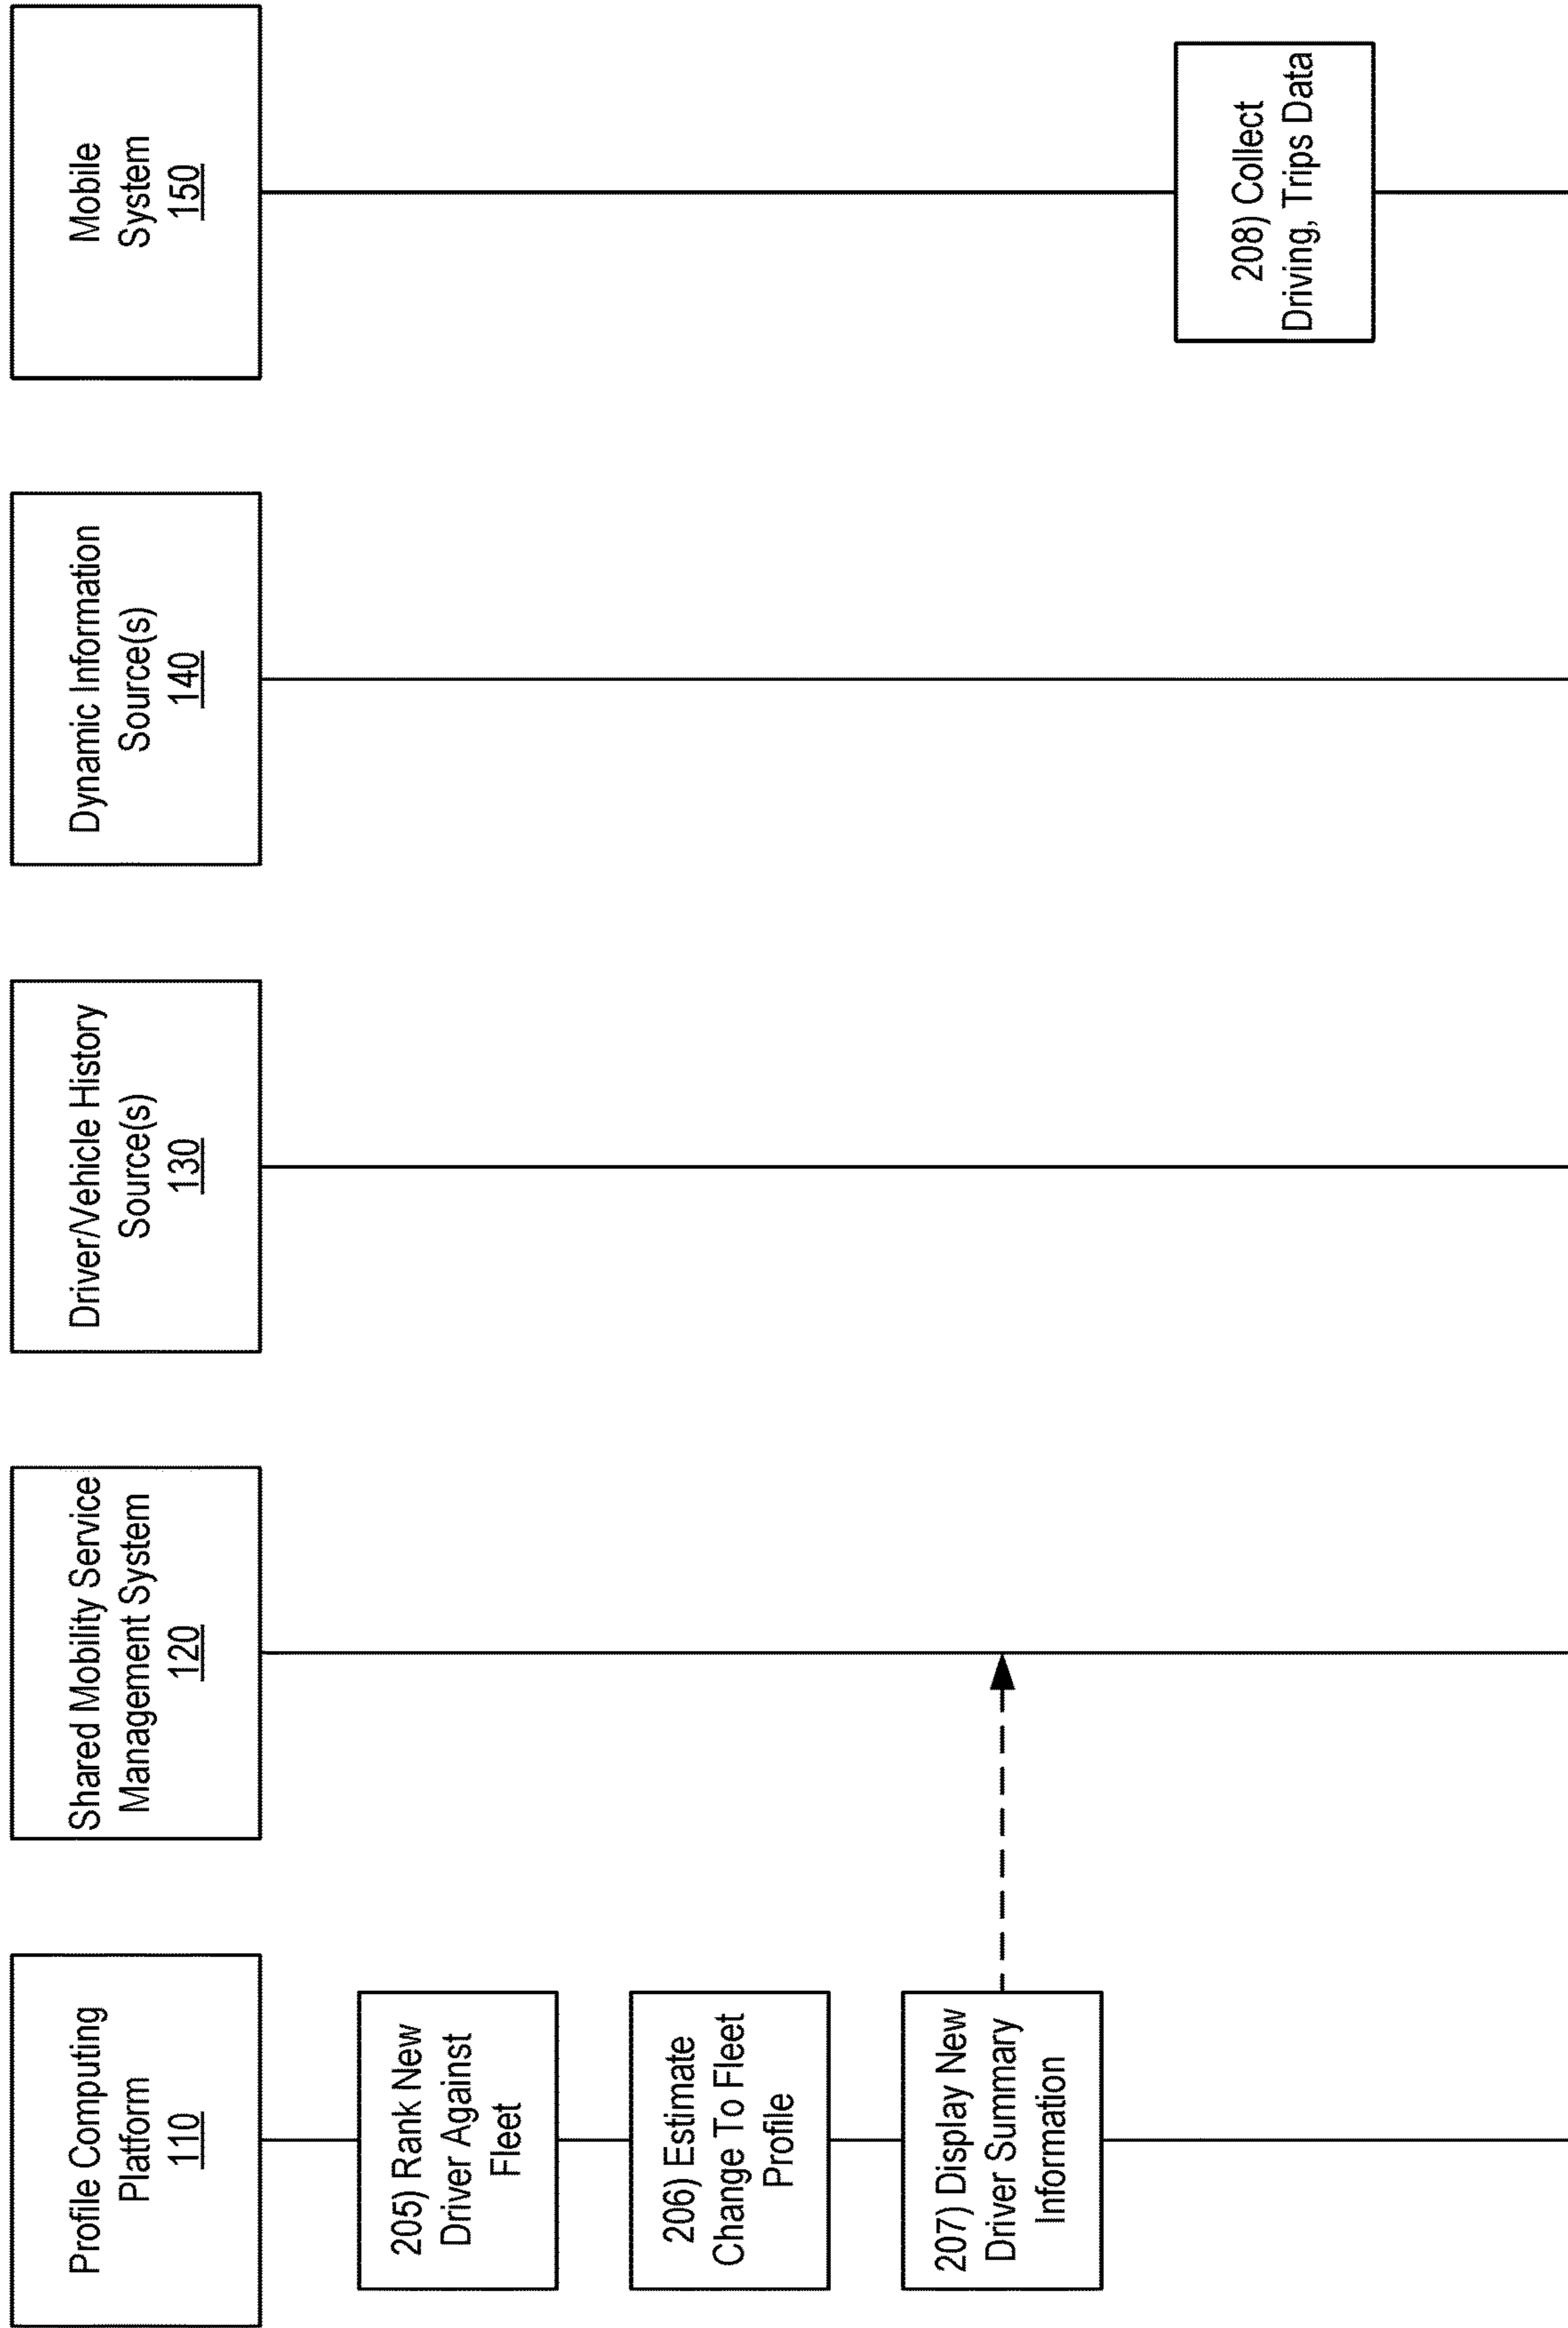 Profile Computing
Platform
110
Shared Mobility Service
Management System
120
Driver/Vehicle History
Source(s)
130
Dynamic Information
Source(s)
140
Mobile
System
150
205) Rank New
Driver Against
Fleet
206) Estimate
Change To Fleet
Profile
207) Display New
Driver Summary
Information
208) Collect
Driving, Trips Data